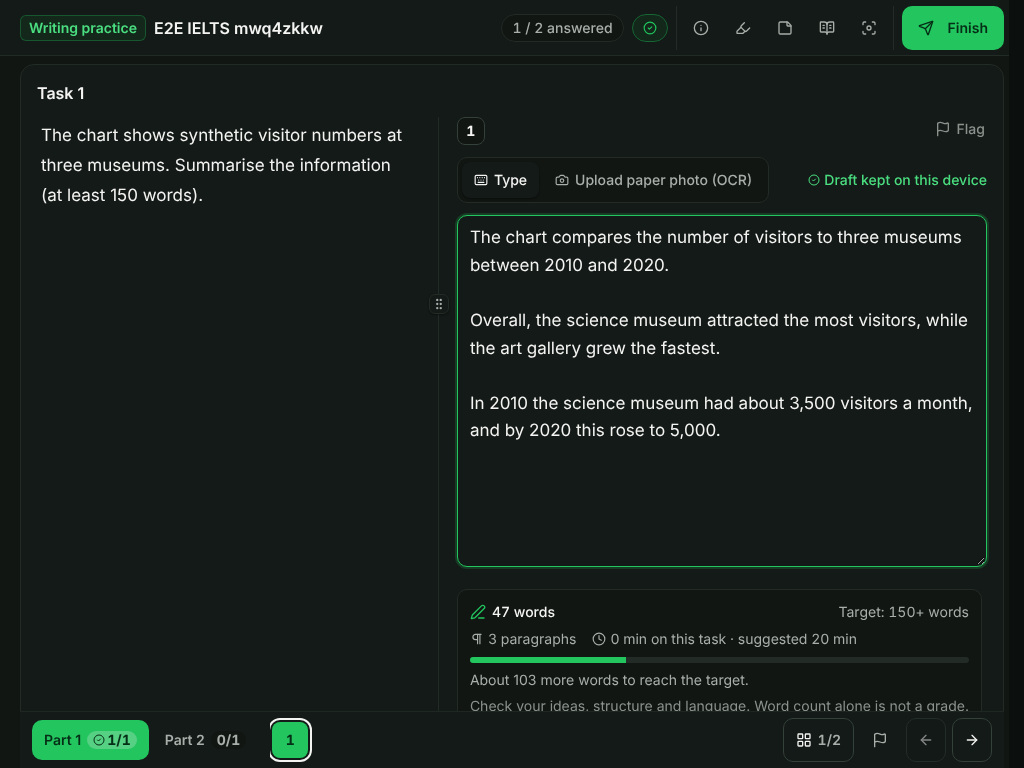 Writing practice E2E IELTS mwq4zkkw 1 / 2 answered Finish
Task 1
The chart shows synthetic visitor numbers at
three museums. Summarise the information
(at least 150 words).
1 Flag
Type Upload paper photo (OCR) Draft kept on this device
The chart compares the number of visitors to three museums
between 2010 and 2020.
Overall, the science museum attracted the most visitors, while
the art gallery grew the fastest.
In 2010 the science museum had about 3,500 visitors a month,
and by 2020 this rose to 5,000.
47 words Target: 150+ words
3 paragraphs 0 min on this task · suggested 20 min
About 103 more words to reach the target.
Check your ideas, structure and language. Word count alone is not a grade.
Part 1 1/1 Part 2 0/1 1 1/2